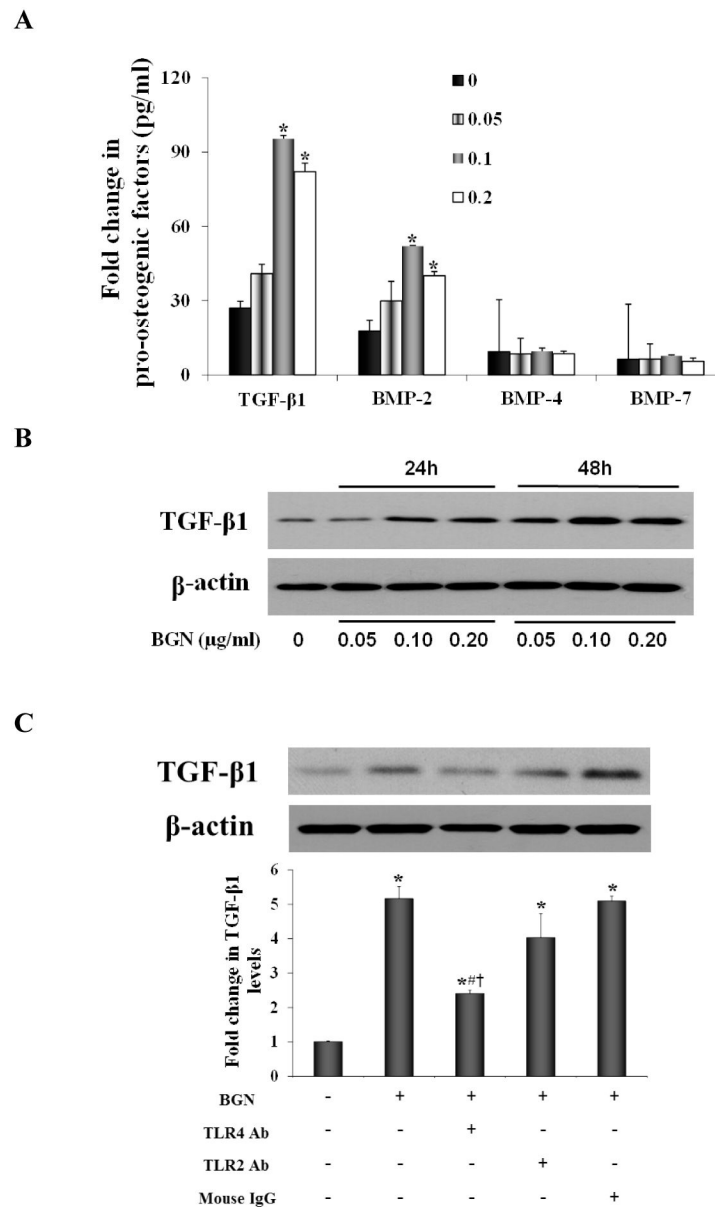 A
Fold change in
pro-osteogenic factors (pg/ml)
120
90
60
30
0
* * * *
0
0.05
0.1
0.2
TGF-β1 BMP-2 BMP-4 BMP-7
B
24h 48h
TGF-β1
β-actin
BGN (µg/ml) 0 0.05 0.10 0.20 0.05 0.10 0.20
C
TGF-β1
β-actin
Fold change in TGF-β1
levels
6
5
4
3
2
1
0
* *#† * *
BGN - + + + +
TLR4 Ab - - + - -
TLR2 Ab - - - + -
Mouse IgG - - - - +